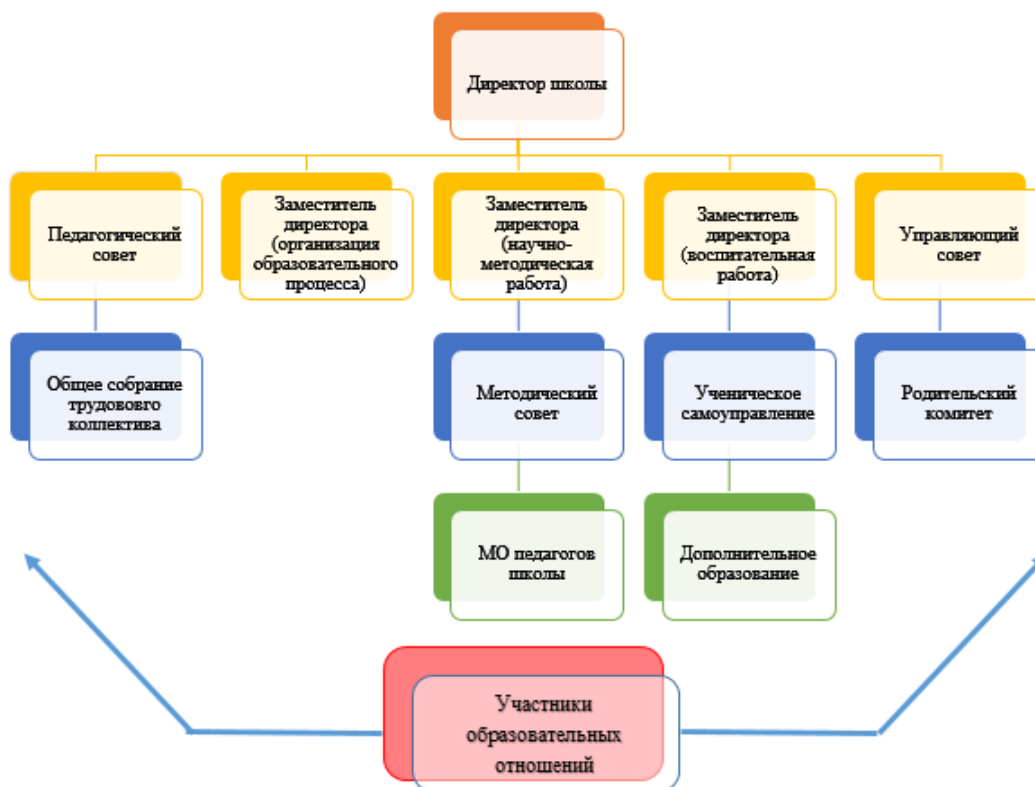 Директор школы
Педагогический
совет
Заместитель
директора
(организация
образовательного
процесса)
Заместитель
директора
(научно-
методическая
работа)
Заместитель
директора
(воспитательная
работа)
Управляющий
совет
Общее собрание
трудововго
коллектива
Методический
совет
Ученическое
самоуправление
Родительский
комитет
МО педагогов
школы
Дополнительное
образование
Участники
образовательных
отношений